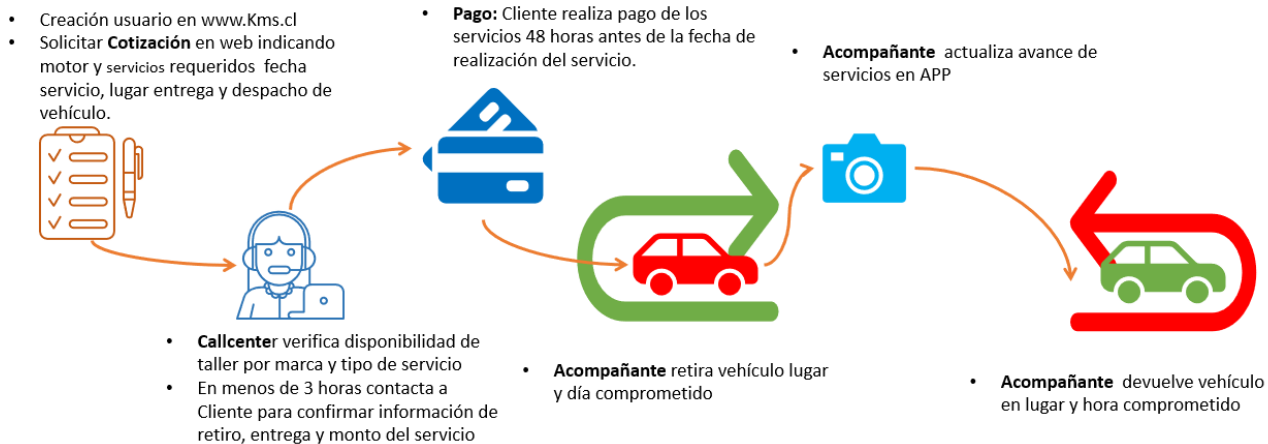 • Creación usuario en www.Kms.cl
• Solicitar Cotización en web indicando
motor y servicios requeridos fecha
servicio, lugar entrega y despacho de
vehículo.
• Callcenter verifica disponibilidad de
taller por marca y tipo de servicio
• En menos de 3 horas contacta a
Cliente para confirmar información de
retiro, entrega y monto del servicio
• Pago: Cliente realiza pago de los
servicios 48 horas antes de la fecha de
realización del servicio.
• Acompañante retira vehículo lugar
y día comprometido
• Acompañante actualiza avance de
servicios en APP
• Acompañante devuelve vehículo
en lugar y hora comprometido